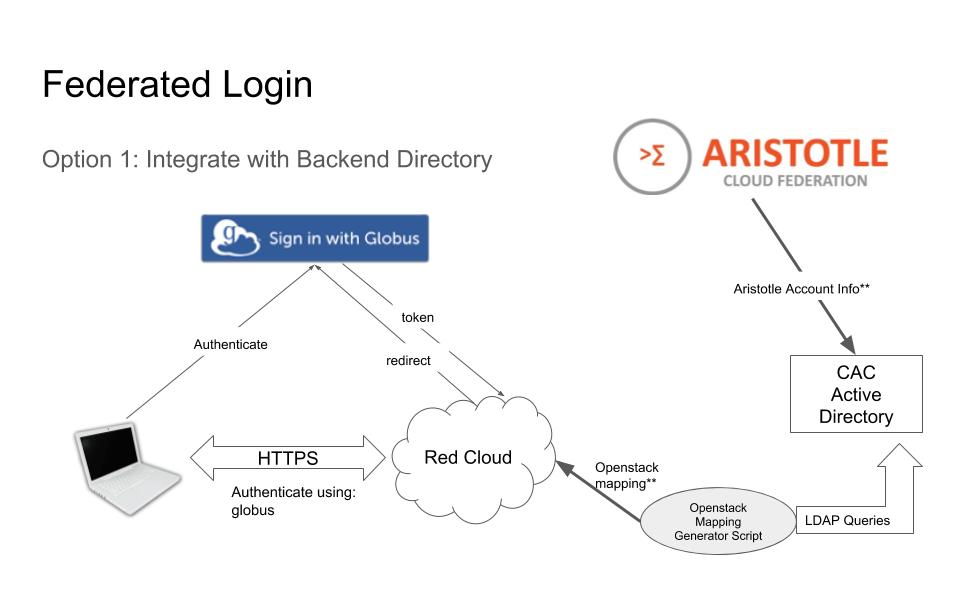 Federated Login
Option 1: Integrate with Backend Directory
>Σ
ARISTOTLE
CLOUD FEDERATION
g
Sign in with Globus
Aristotle Account Info**
token
Authenticate
redirect
CAC
Active
Directory
HTTPS
Red Cloud
Authenticate using:
globus
Openstack
mapping**
Openstack
Mapping
Generator Script
LDAP Queries